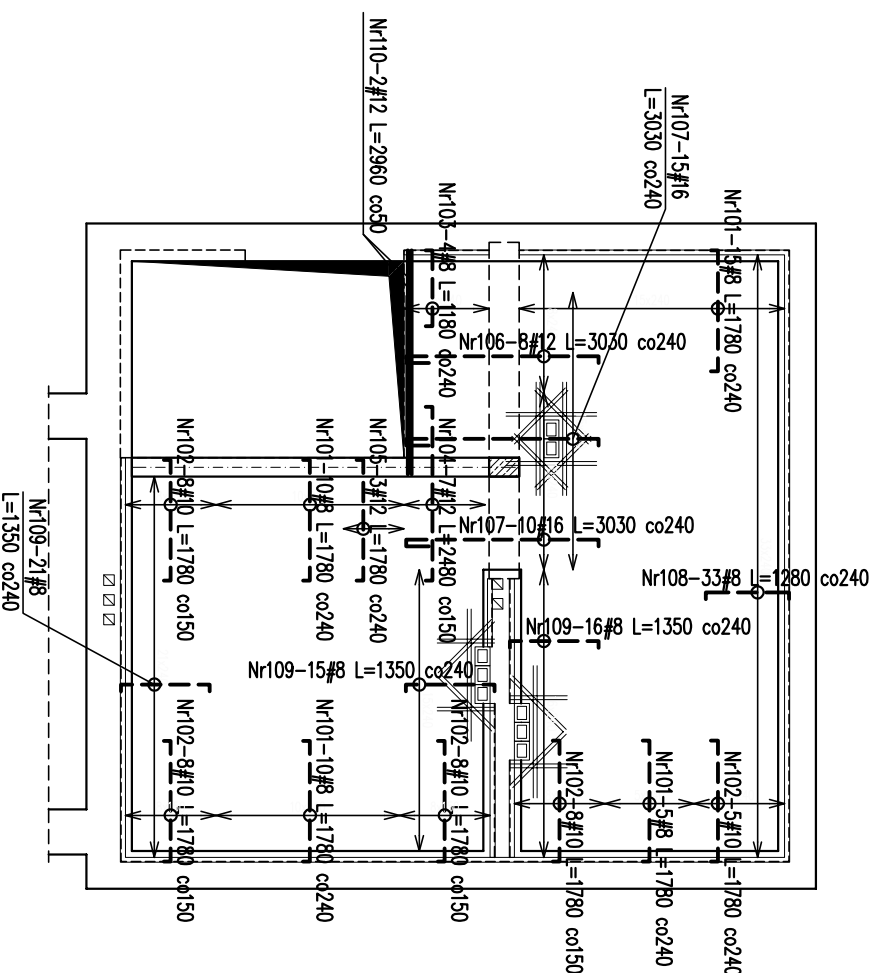 Nr110-2#12 L=2960 co50
Nr107-15#16
L=3030 co240
Nr103-4#8 L=1180 co240
Nr101-15#8 L=1780 co240
Nr106-8#12 L=3030 co240
Nr102-8#10 L=1780 co150
Nr101-10#8 L=1780 co240
Nr105-3#12 L=1780 co240
Nr104-7#12 L=2480 co150
Nr107-10#16 L=3030 co240
Nr109-21#8
L=1350 co240
Nr108-33#8 L=1280 co240
Nr109-16#8 L=1350 co240
Nr109-15#8 L=1350 co240
Nr102-8#10 L=1780 co150
Nr101-10#8 L=1780 co240
Nr102-8#10 L=1780 co150
Nr102-8#10 L=1780 co150
Nr101-5#8 L=1780 co240
Nr102-5#10 L=1780 co240